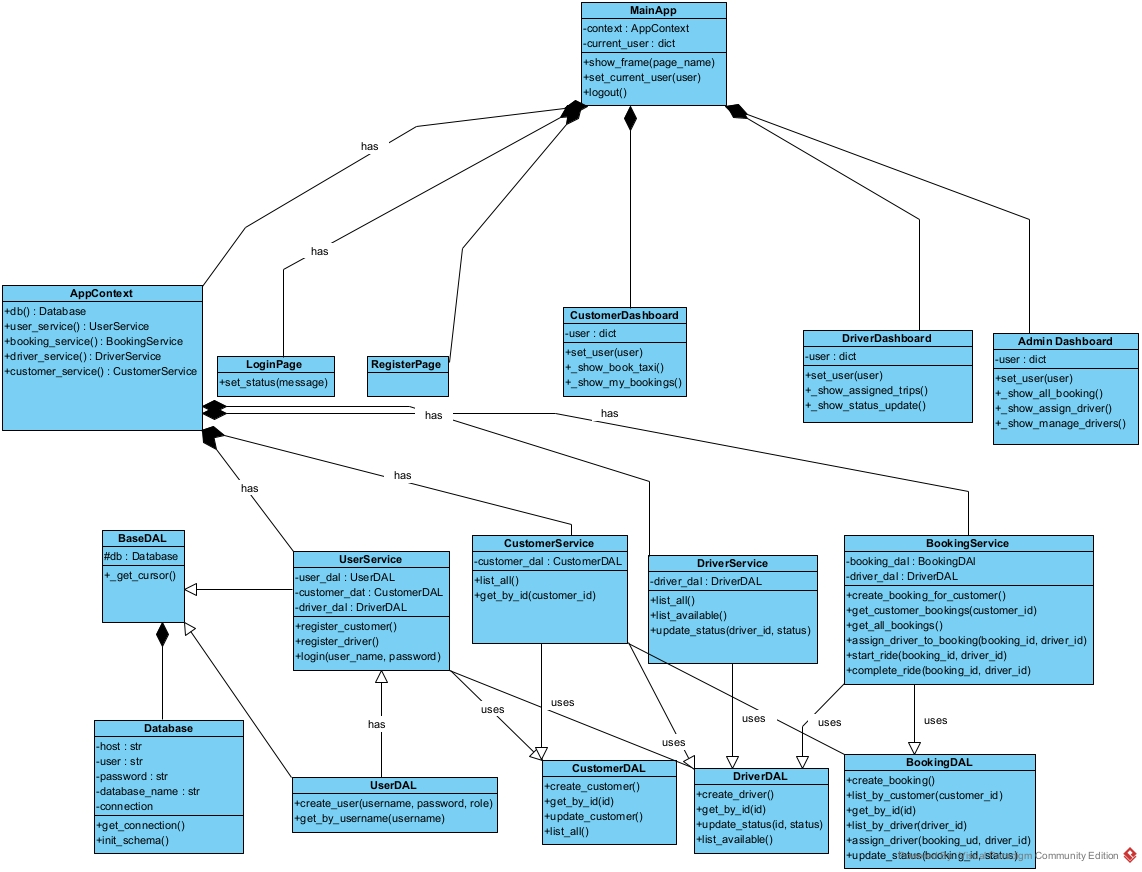 MainApp
-context : AppContext
-current_user : dict
+show_frame(page_name)
+set_current_user(user)
+logout()
has
has
AppContext
+db() : Database
+user_service() : UserService
+booking_service() : BookingService
+driver_service() : DriverService
+customer_service() : CustomerService
LoginPage
+set_status(message)
RegisterPage
CustomerDashboard
-user : dict
+set_user(user)
+_show_book_taxi()
+_show_my_bookings()
DriverDashboard
-user : dict
+set_user(user)
+_show_assigned_trips()
+_show_status_update()
Admin Dashboard
-user : dict
+set_user(user)
+_show_all_booking()
+_show_assign_driver()
+_show_manage_drivers()
has
has
has
has
BaseDAL
#db : Database
+_get_cursor()
UserService
-user_dal : UserDAL
-customer_dat : CustomerDAL
-driver_dal : DriverDAL
+register_customer()
+register_driver()
+login(user_name, password)
CustomerService
-customer_dal : CustomerDAL
+list_all()
+get_by_id(customer_id)
DriverService
-driver_dal : DriverDAL
+list_all()
+list_available()
+update_status(driver_id, status)
BookingService
-booking_dal : BookingDAl
-driver_dal : DriverDAL
+create_booking_for_customer()
+get_customer_bookings(customer_id)
+get_all_bookings()
+assign_driver_to_booking(booking_id, driver_id)
+start_ride(booking_id, driver_id)
+complete_ride(booking_id, driver_id)
has
uses
uses
uses
uses
uses
uses
Database
-host : str
-user : str
-password : str
-database_name : str
-connection
+get_connection()
+init_schema()
UserDAL
+create_user(username, password, role)
+get_by_username(username)
CustomerDAL
+create_customer()
+get_by_id(id)
+update_customer()
+list_all()
DriverDAL
+create_driver()
+get_by_id(id)
+update_status(id, status)
+list_available()
BookingDAL
+create_booking()
+list_by_customer(customer_id)
+get_by_id(id)
+list_by_driver(driver_id)
+assign_driver(booking_ud, driver_id)
+update_status(booking_id, status)
Community Edition